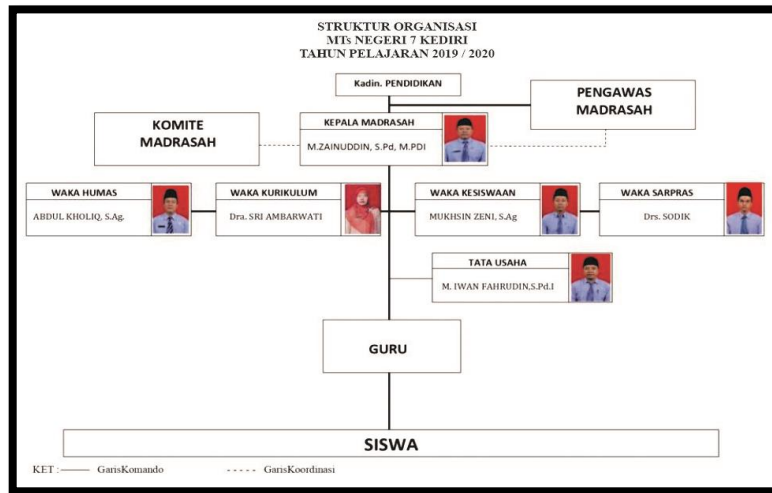 STRUKTUR ORGANISASI
MTs NEGERI 7 KEDIRI
TAHUN PELAJARAN 2019 / 2020
Kadin. PENDIDIKAN
PENGAWAS
MADRASAH
KOMITE
MADRASAH
KEPALA MADRASAH
M.ZAINUDDIN, S.Pd, M.PDI
WAKA HUMAS
ABDUL KHOLIQ, S.Ag.
WAKA KURIKULUM
Dra. SRI AMBARWATI
WAKA KESISWAAN
MUKHSIN ZENI, S.Ag
WAKA SARPRAS
Drs. SODIK
TATA USAHA
M. IWAN FAHRUDIN,S.Pd.I
GURU
SISWA
KET : GarisKomando GarisKoordinasi